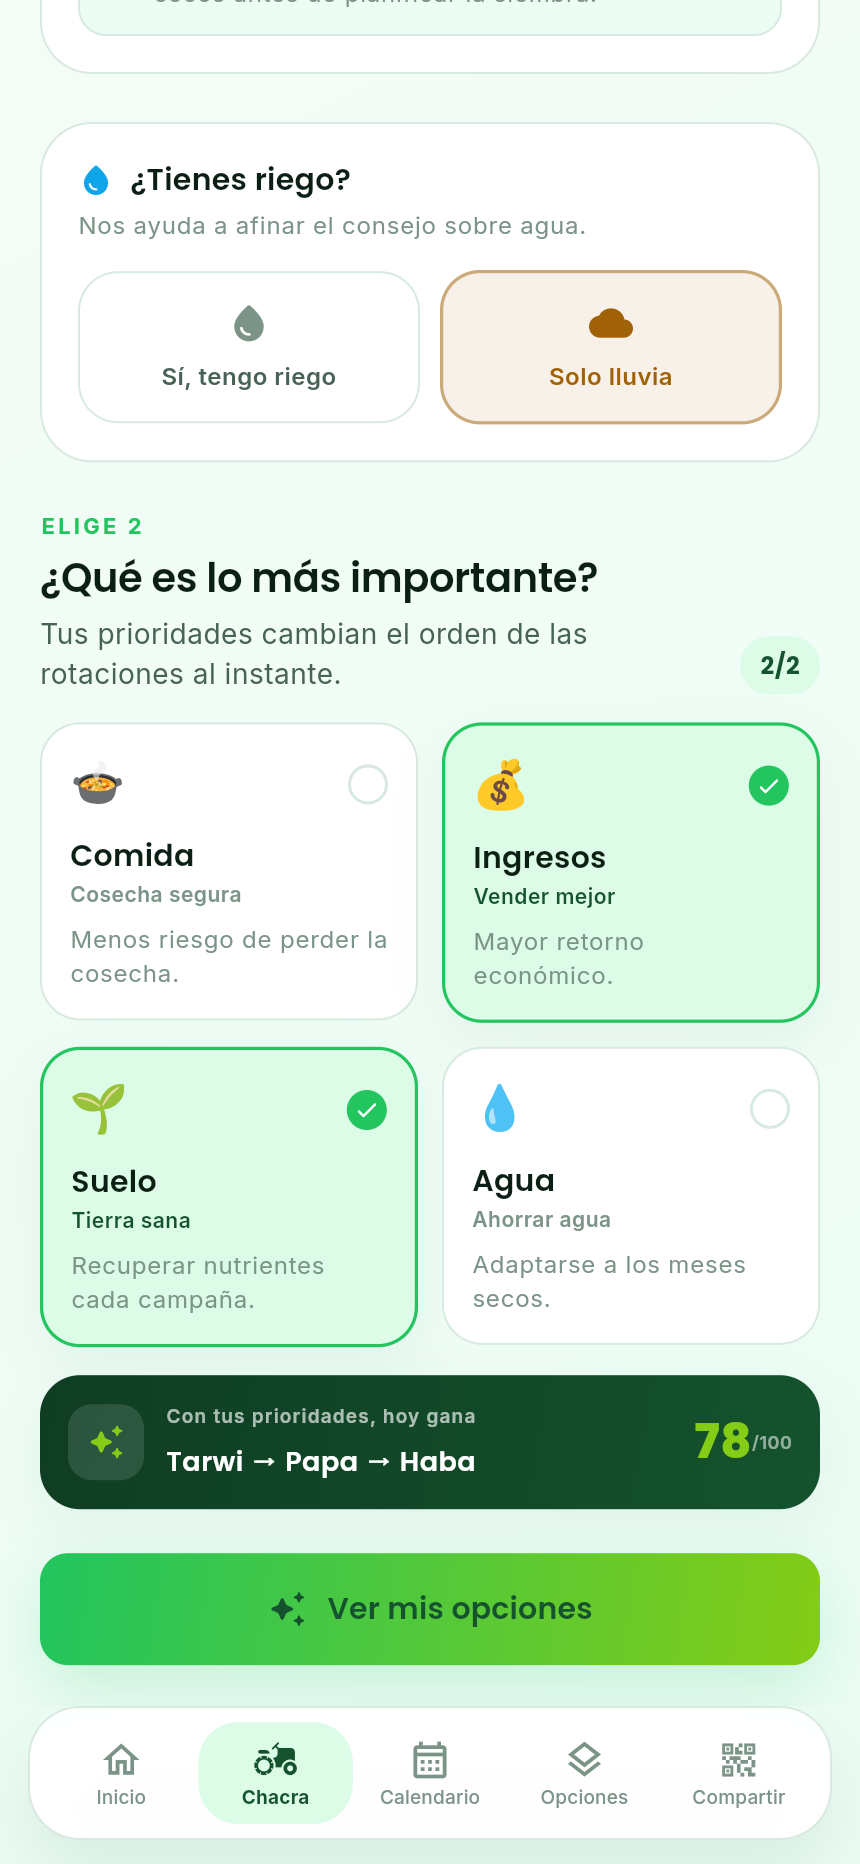 ¿Tienes riego?
Nos ayuda a afinar el consejo sobre agua.
Sí, tengo riego
Solo lluvia
ELIGE 2
¿Qué es lo más importante?
Tus prioridades cambian el orden de las
rotaciones al instante.
2/2
Comida
Cosecha segura
Menos riesgo de perder la
cosecha.
Ingresos
Vender mejor
Mayor retorno
económico.
Suelo
Tierra sana
Recuperar nutrientes
cada campaña.
Agua
Ahorrar agua
Adaptarse a los meses
secos.
Con tus prioridades, hoy gana
Tarwi → Papa → Haba
78/100
Ver mis opciones
Inicio
Chacra
Calendario
Opciones
Compartir